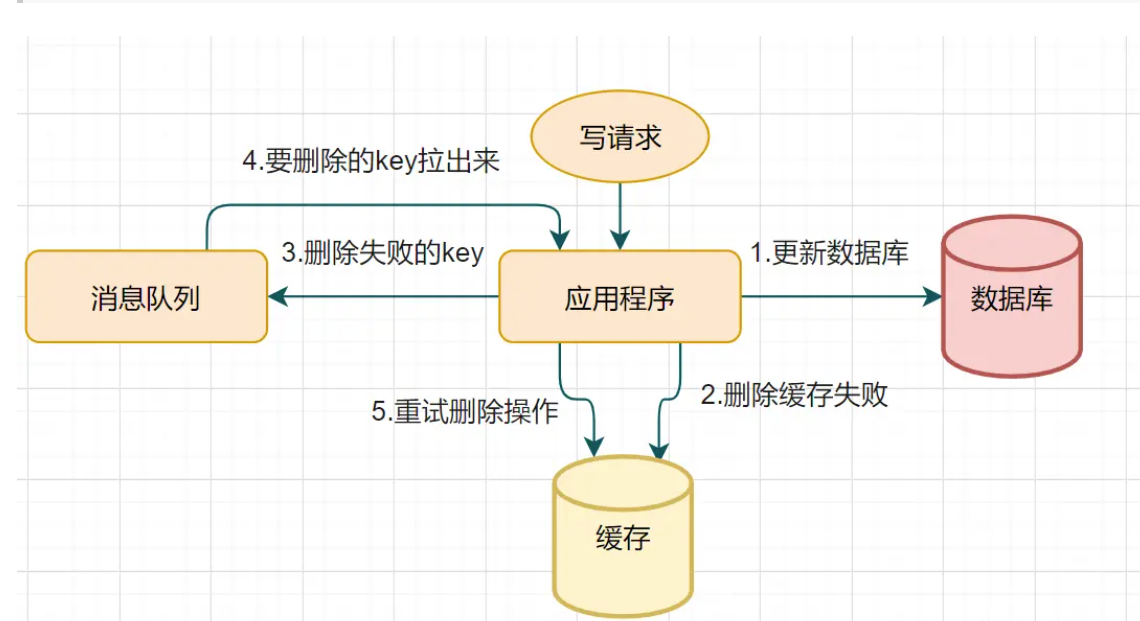 写请求
4.要删除的key拉出来
3.删除失败的key
1.更新数据库
消息队列
应用程序
数据库
5.重试删除操作
2.删除缓存失败
缓存